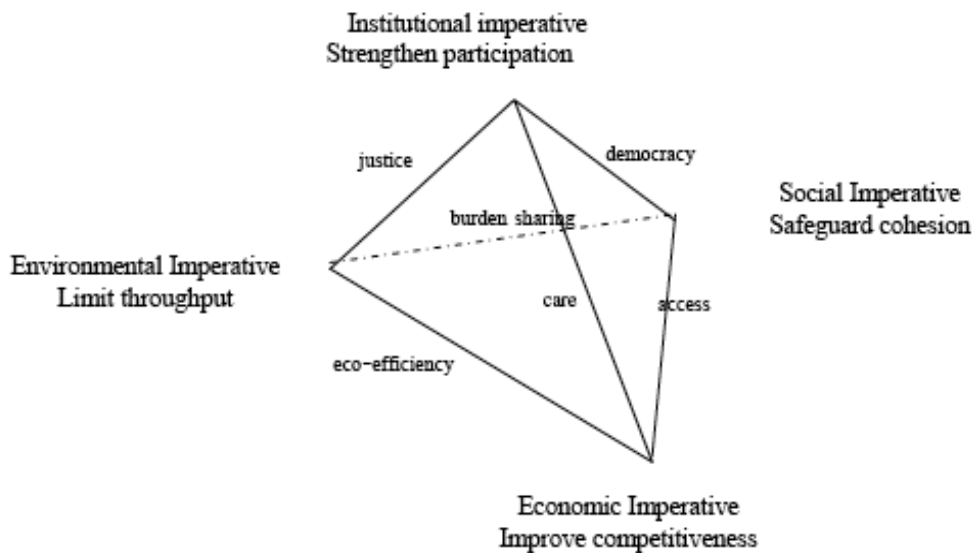 Institutional imperative
Strengthen participation
justice
democracy
Social Imperative
Safeguard cohesion
burden sharing
Environmental Imperative
Limit throughput
care
access
eco-efficiency
Economic Imperative
Improve competitiveness